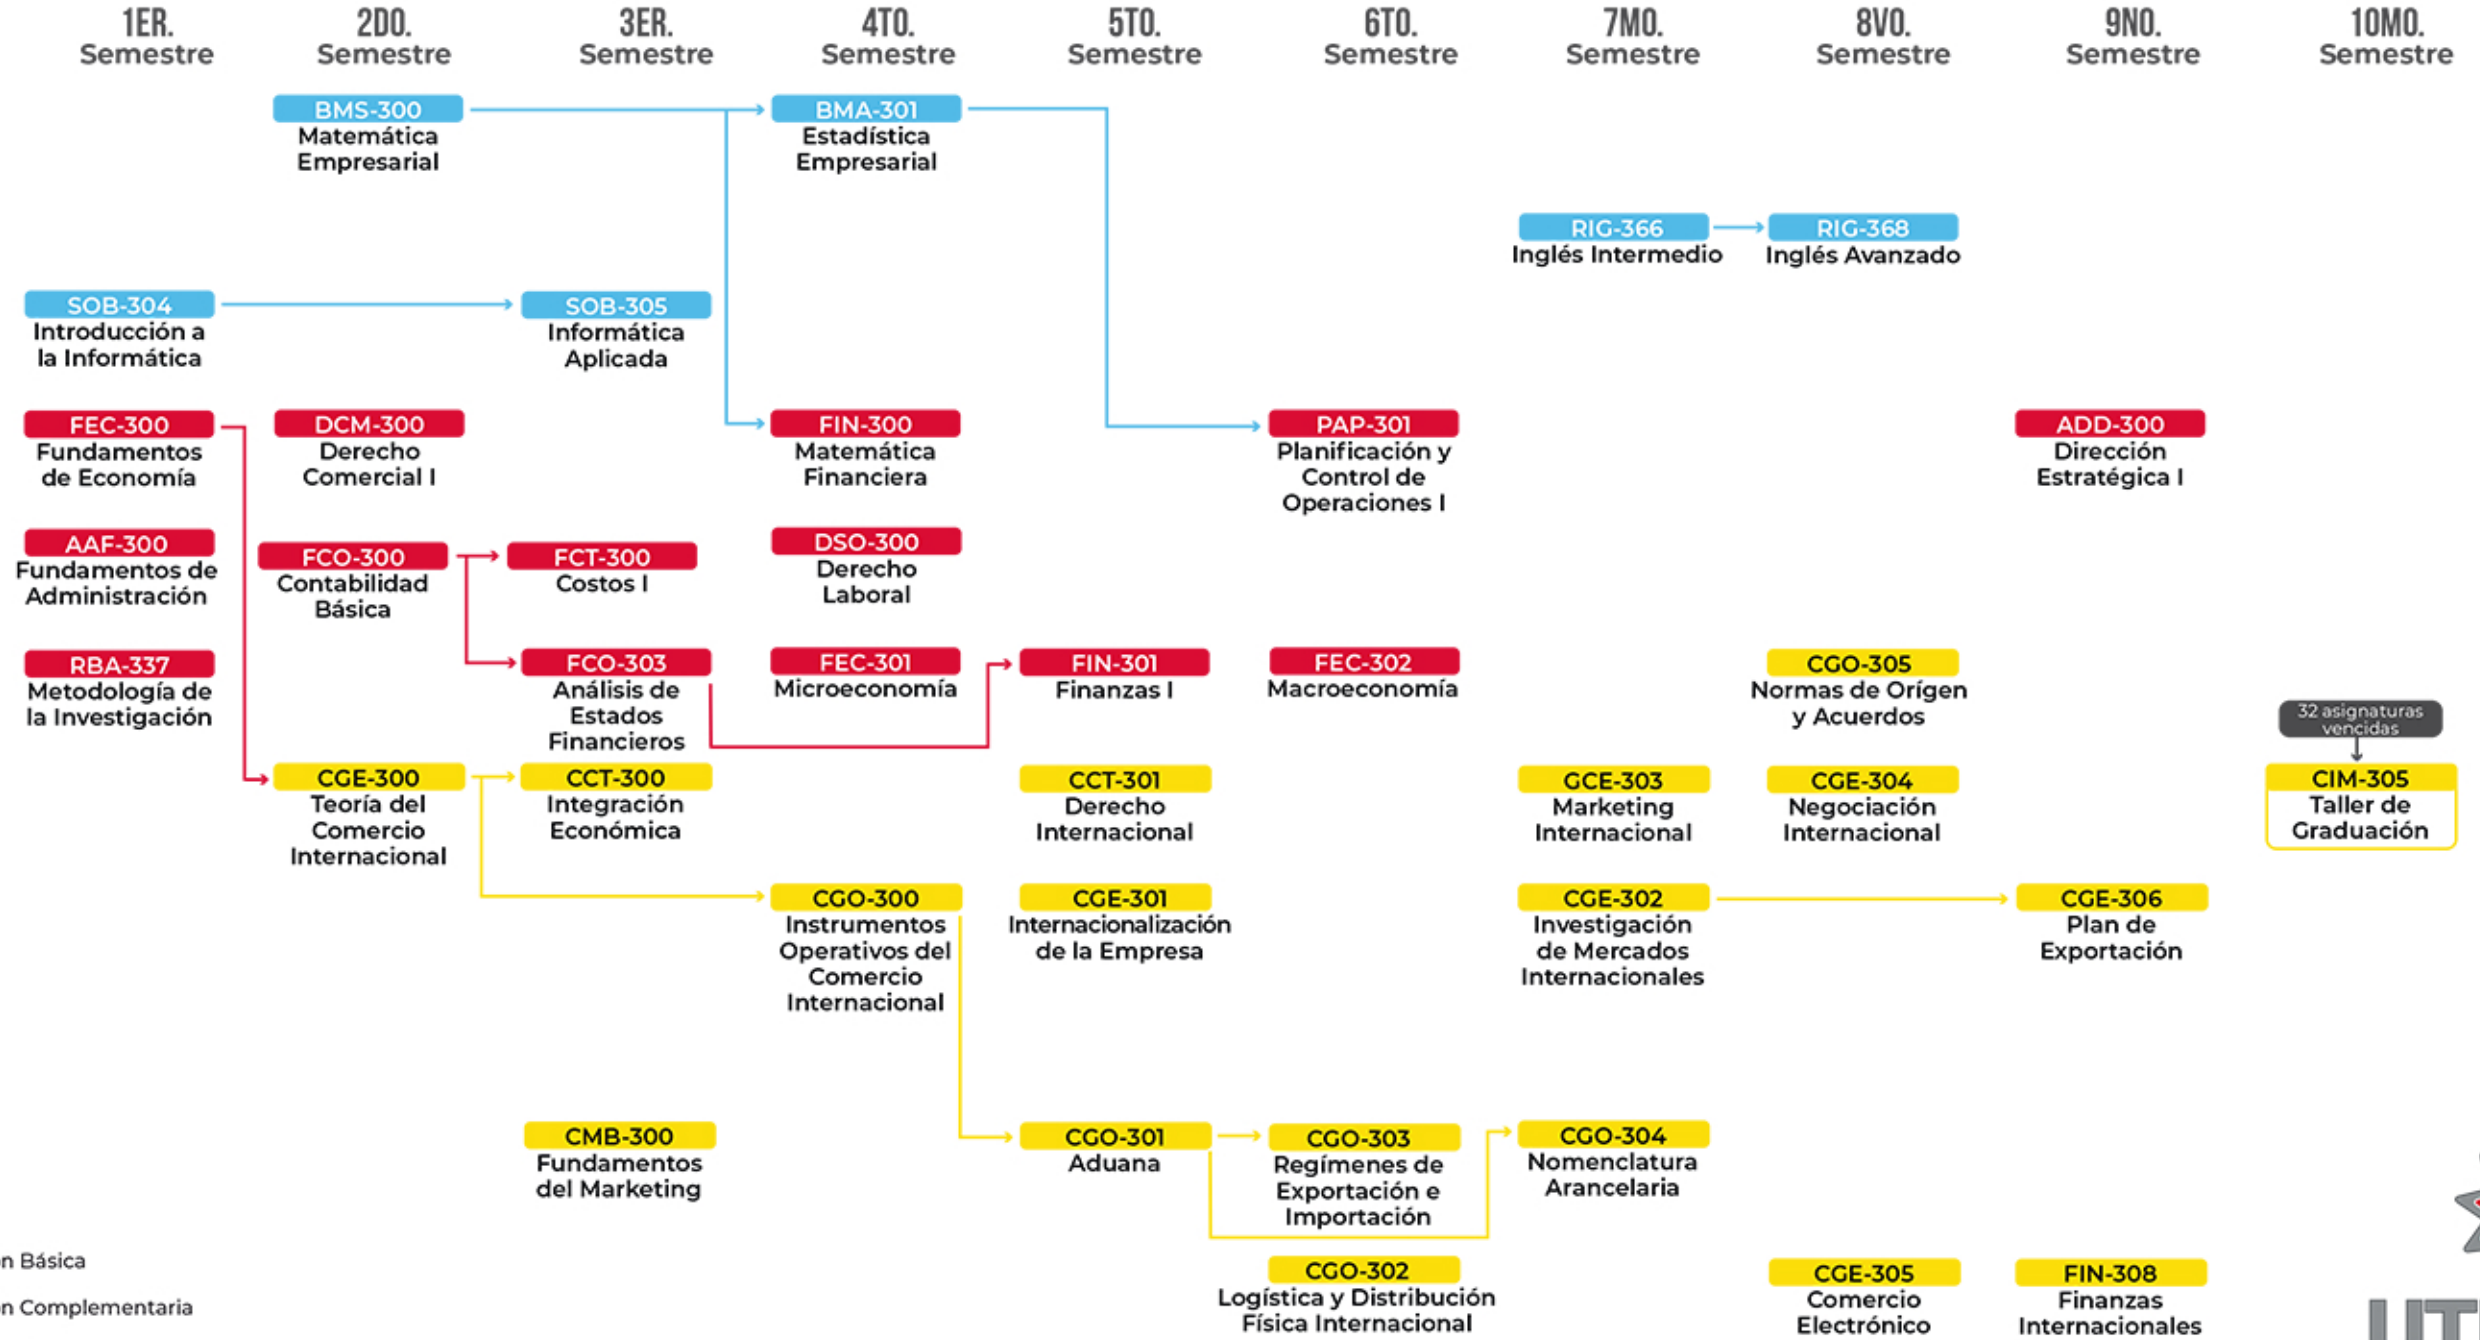 1ER.
Semestre
2DO.
Semestre
3ER.
Semestre
4TO.
Semestre
5TO.
Semestre
6TO.
Semestre
7MO.
Semestre
8VO.
Semestre
9NO.
Semestre
10MO.
Semestre
BMS-300
Matemática
Empresarial
BMA-301
Estadística
Empresarial
RIG-366
Inglés Intermedio
RIG-368
Inglés Avanzado
SOB-304
Introducción a
la Informática
SOB-305
Informática
Aplicada
FEC-300
Fundamentos
de Economía
DCM-300
Derecho
Comercial I
FIN-300
Matemática
Financiera
PAP-301
Planificación y
Control de
Operaciones I
ADD-300
Dirección
Estratégica I
AAF-300
Fundamentos de
Administración
FCO-300
Contabilidad
Básica
FCT-300
Costos I
DSO-300
Derecho
Laboral
RBA-337
Metodología de
la Investigación
FCO-303
Análisis de
Estados
Financieros
FEC-301
Microeconomía
FIN-301
Finanzas I
FEC-302
Macroeconomía
CGO-305
Normas de Orígen
y Acuerdos
32 asignaturas
vencidas
CGE-300
Teoría del
Comercio
Internacional
CCT-300
Integración
Económica
CCT-301
Derecho
Internacional
GCE-303
Marketing
Internacional
CGE-304
Negociación
Internacional
CIM-305
Taller de
Graduación
CGO-300
Instrumentos
Operativos del
Comercio
Internacional
CGE-301
Internacionalización
de la Empresa
CGE-302
Investigación
de Mercados
Internacionales
CGE-306
Plan de
Exportación
CMB-300
Fundamentos
del Marketing
CGO-301
Aduana
CGO-303
Regímenes de
Exportación e
Importación
CGO-304
Nomenclatura
Arancelaria
CGO-302
Logística y Distribución
Física Internacional
CGE-305
Comercio
Electrónico
FIN-308
Finanzas
Internacionales
n Básica
n Complementaria